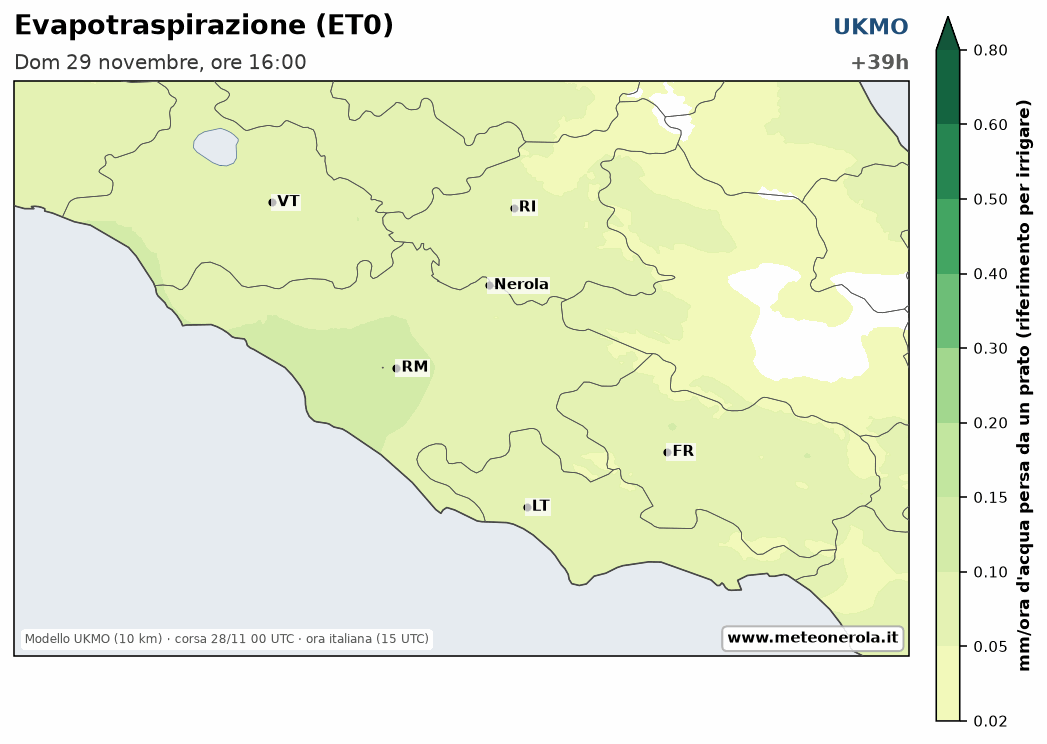 Evapotraspirazione (ET0)
UKMO
Dom 29 novembre, ore 16:00
+39h
VT
RI
Nerola
RM
FR
LT
Modello UKMO (10 km) · corsa 28/11 00 UTC · ora italiana (15 UTC)
www.meteonerola.it
0.80
0.60
0.50
0.40
0.30
0.20
0.15
0.10
0.05
0.02
mm/ora d'acqua persa da un prato (riferimento per irrigare)